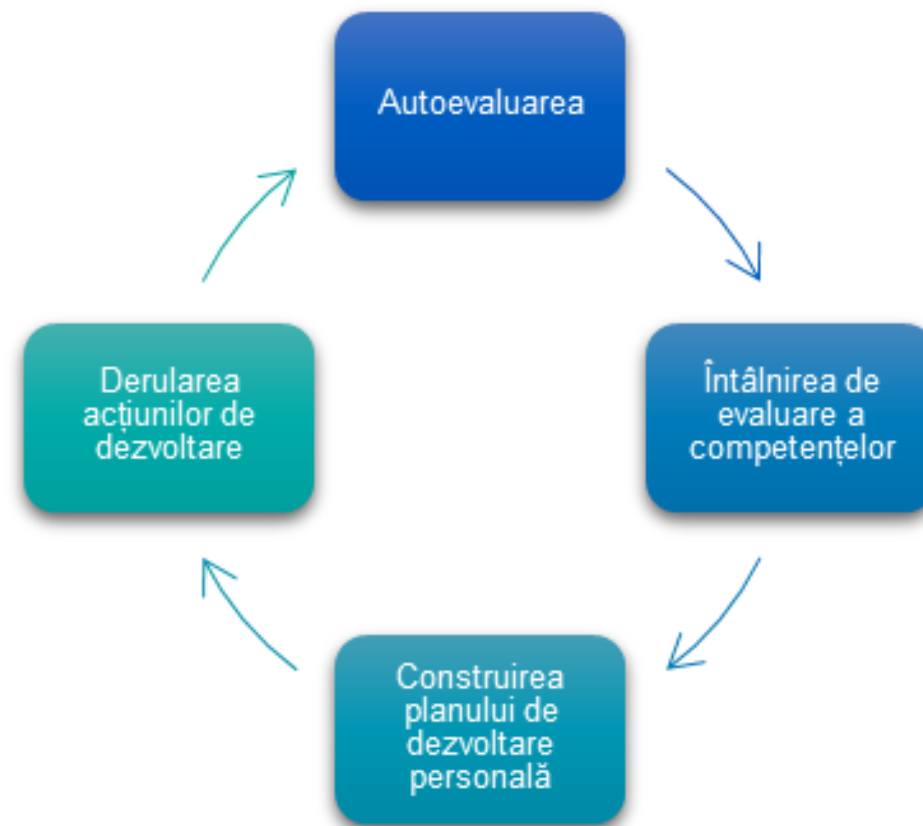 Autoevaluarea
Întâlnirea de
evaluare a
competențelor
Construirea
planului de
dezvoltare
personală
Derularea
acțiunilor de
dezvoltare